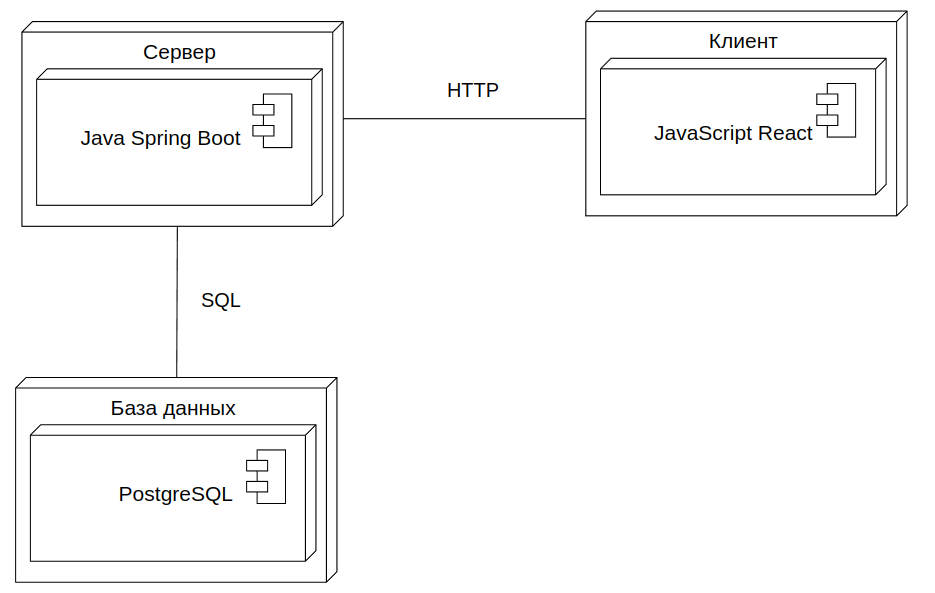 Сервер
Java Spring Boot
HTTP
Клиент
JavaScript React
SQL
База данных
PostgreSQL